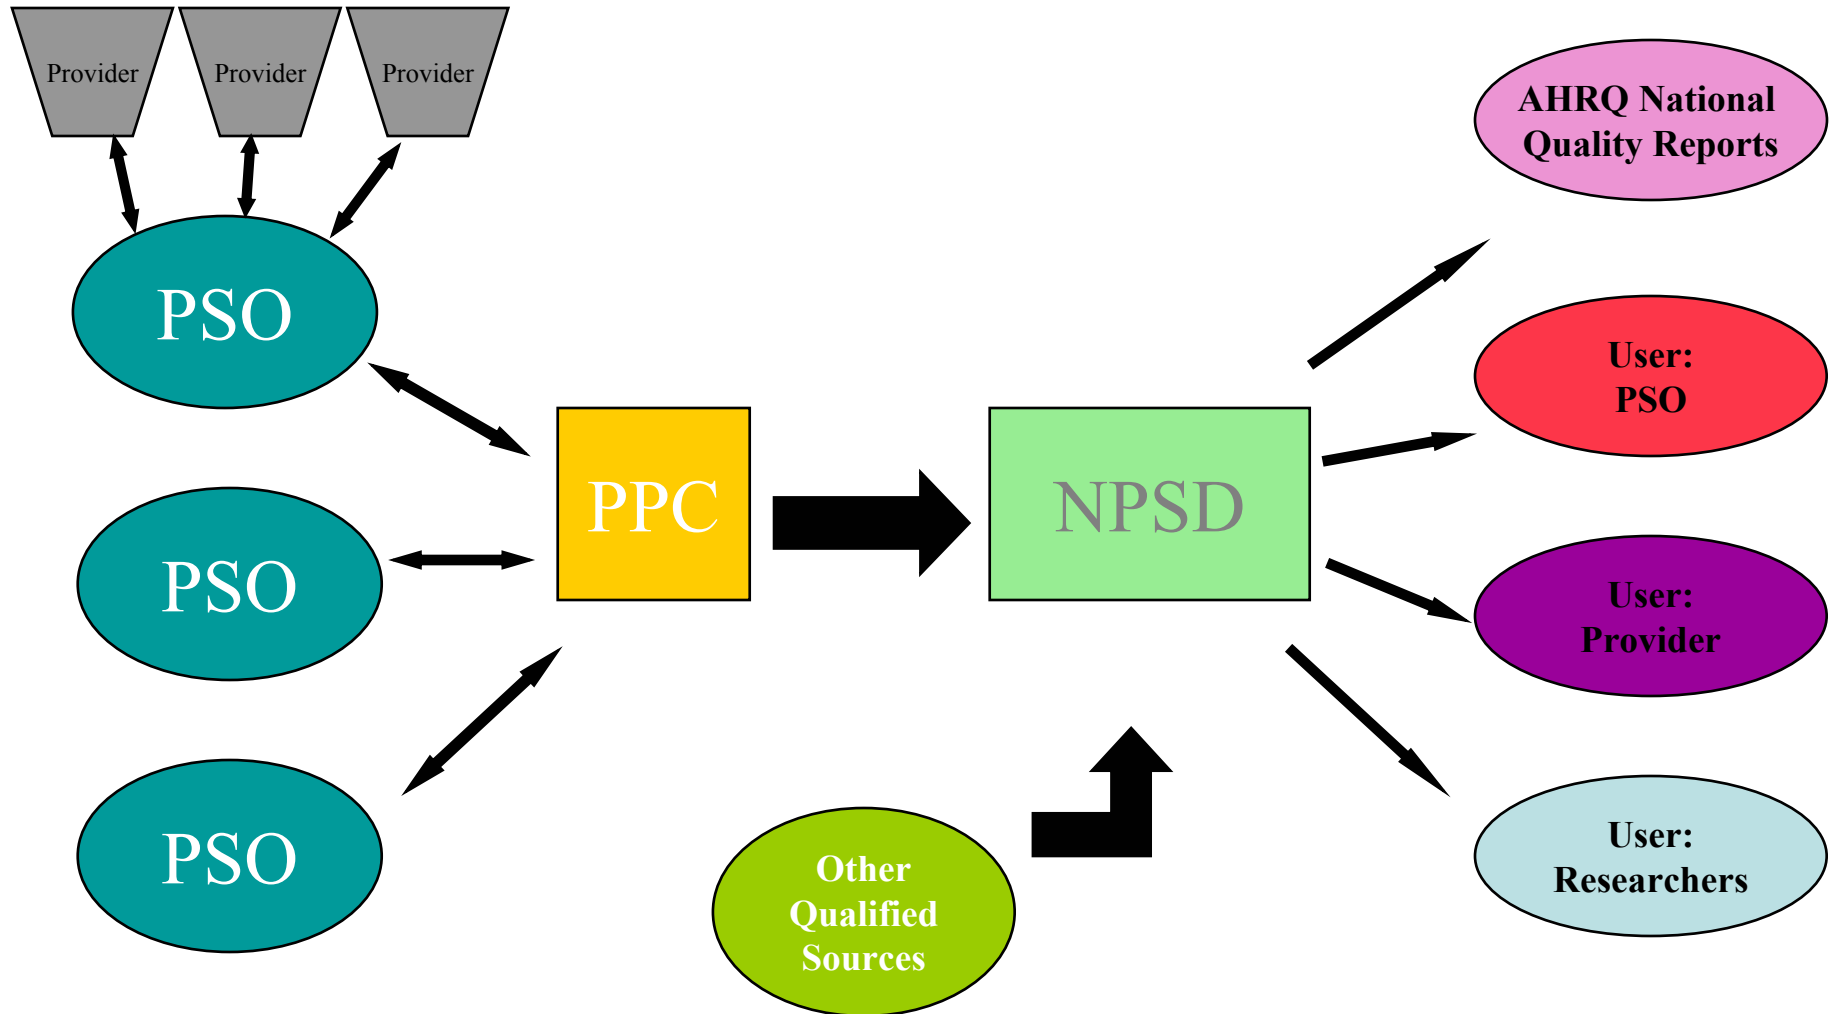 Provider
Provider
Provider
PSO
PSO
PSO
PPC
NPSD
Other
Qualified
Sources
AHRQ National
Quality Reports
User:
PSO
User:
Provider
User:
Researchers